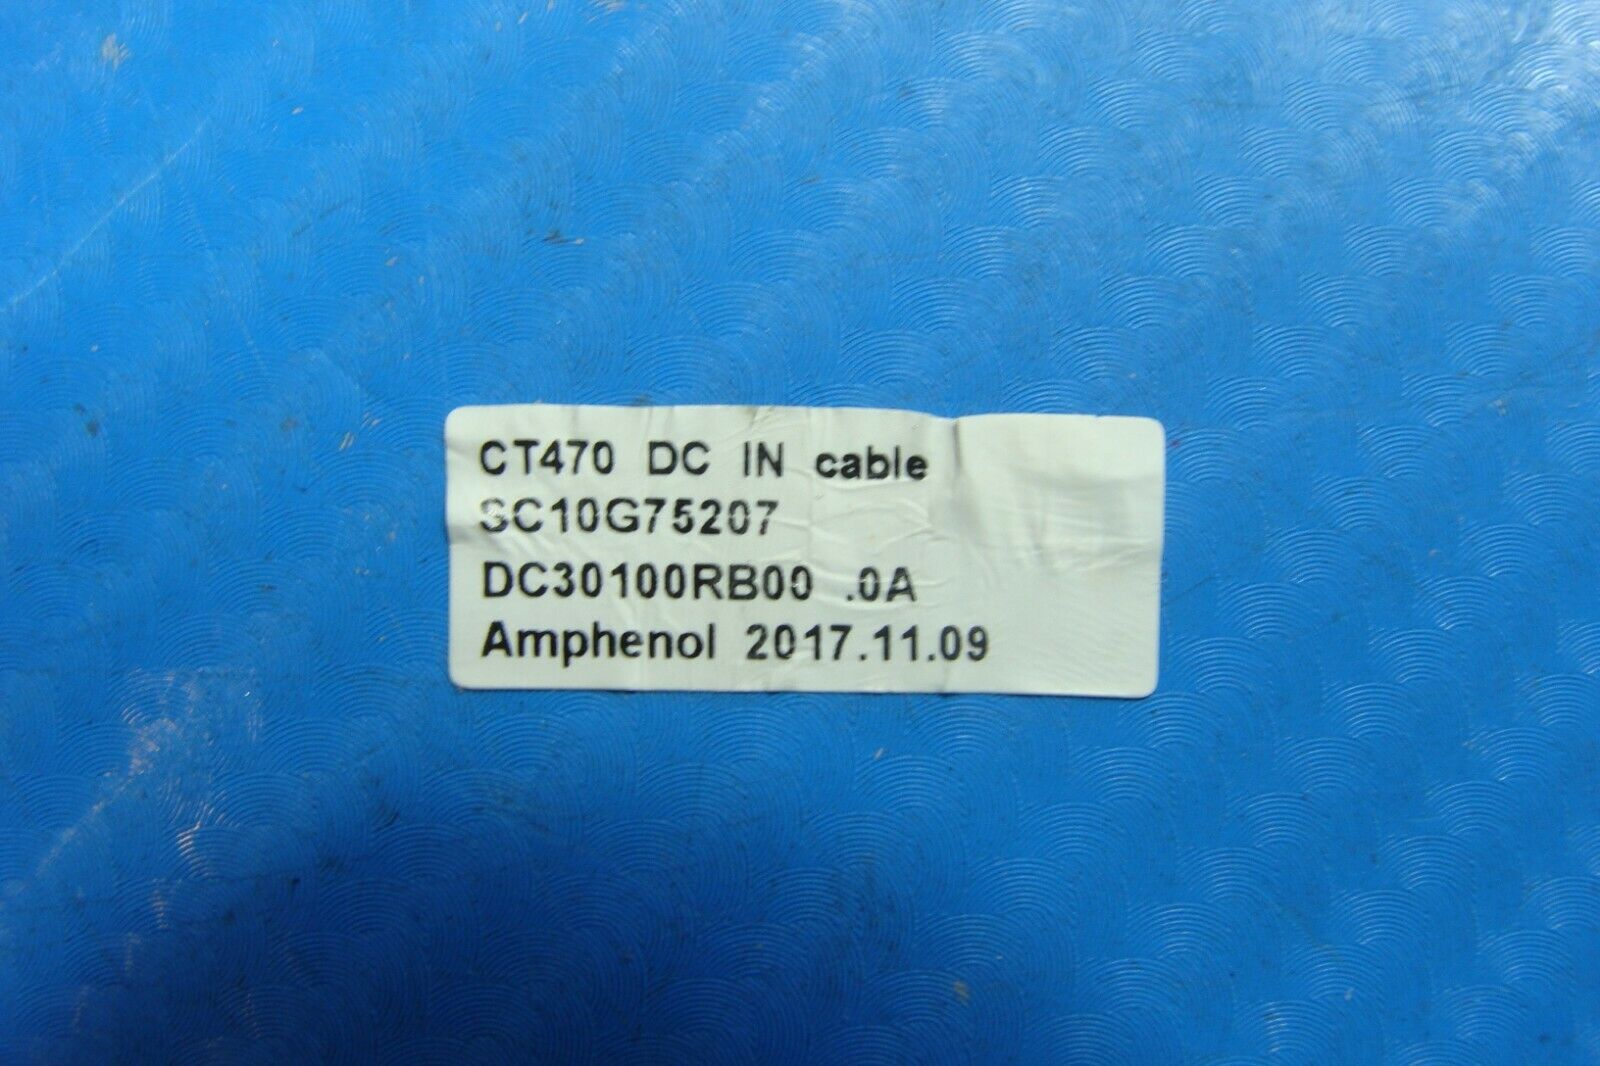 CT470 DC IN cable
SC10G75207
DC30100RB00 .0A
Amphenol 2017.11.09